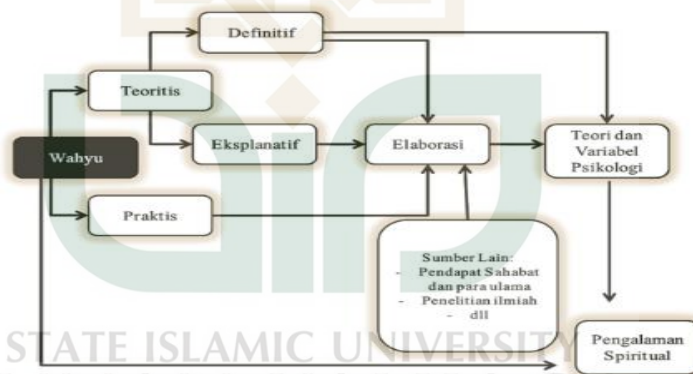 Definitif
Teoritis
Eksplanatif
Elaborasi
Teori dan
Variabel
Psikologi
Wahyu
Praktis
Sumber Lain:
- Pendapat Sahabat
dan para ulama
- Penelitian ilmiah
- dll
Pengalaman
Spiritual
STATE ISLAMIC UNIVERSITY